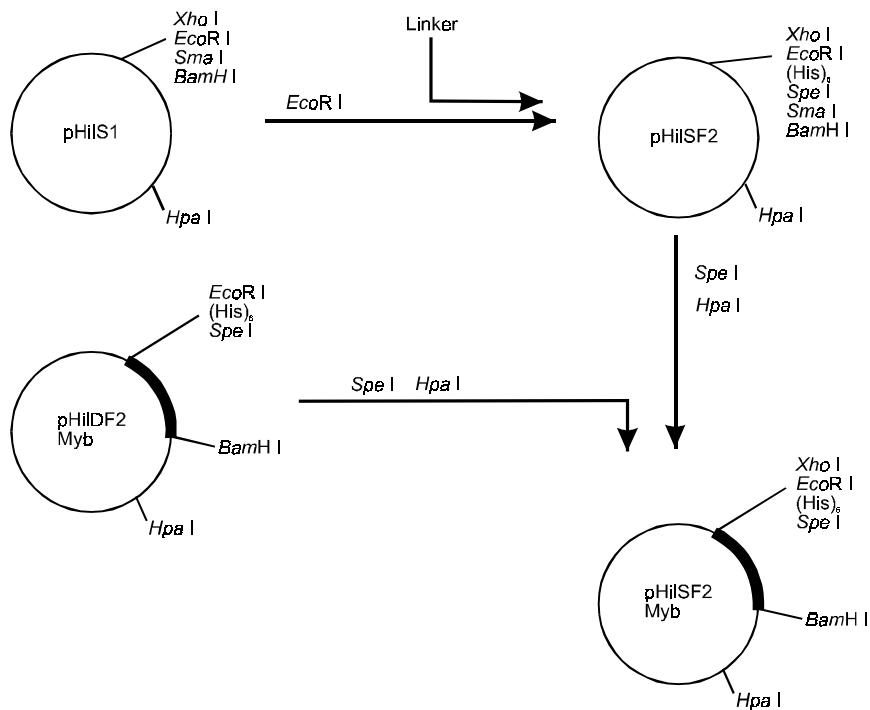 Xho I
EcoR I
Sma I
BamH I
pHilS1
Hpa I
EcoR I
Linker
Xho I
EcoR I
(His)6
Spe I
Sma I
BamH I
pHilSF2
Hpa I
Spe I
Hpa I
EcoR I
(His)6
Spe I
pHilDF2
Myb
BamH I
Hpa I
Spe I Hpa I
Xho I
EcoR I
(His)6
Spe I
pHilSF2
Myb
BamH I
Hpa I